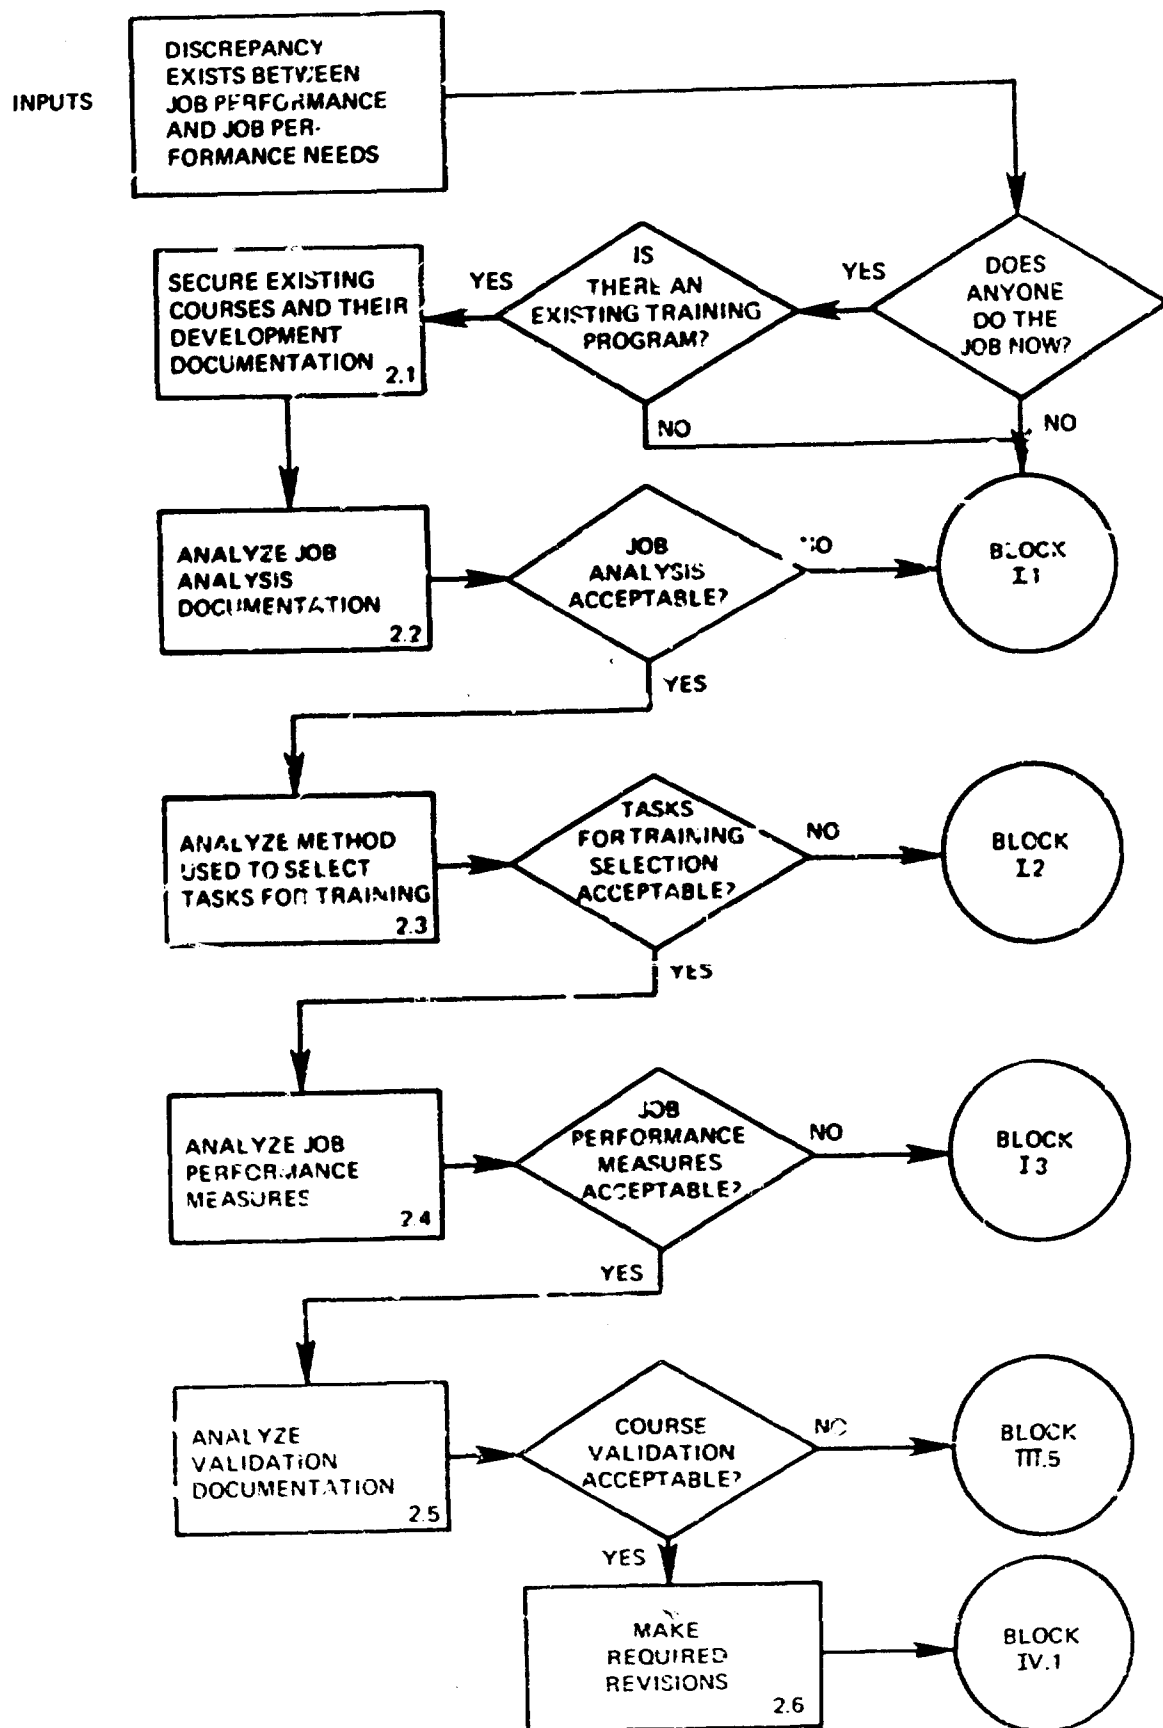 DISCREPANCY
EXISTS BETWEEN
JOB PERFORMANCE
AND JOB PER-
FORMANCE NEEDS
INPUTS
DOES
ANYONE
DO THE
JOB NOW?
YES
NO
IS
THERE AN
EXISTING TRAINING
PROGRAM?
YES
NO
SECURE EXISTING
COURSES AND THEIR
DEVELOPMENT
DOCUMENTATION
2.1
ANALYZE JOB
ANALYSIS
DOCUMENTATION
2.2
JOB
ANALYSIS
ACCEPTABLE?
NO
BLOCK
I.1
YES
ANALYZE METHOD
USED TO SELECT
TASKS FOR TRAINING
2.3
TASKS
FOR TRAINING
SELECTION
ACCEPTABLE?
NO
BLOCK
I.2
YES
ANALYZE JOB
PERFORMANCE
MEASURES
2.4
JOB
PERFORMANCE
MEASURES
ACCEPTABLE?
NO
BLOCK
I 3
YES
ANALYZE
VALIDATION
DOCUMENTATION
2.5
COURSE
VALIDATION
ACCEPTABLE?
NO
BLOCK
III.5
YES
MAKE
REQUIRED
REVISIONS
2.6
BLOCK
IV.1